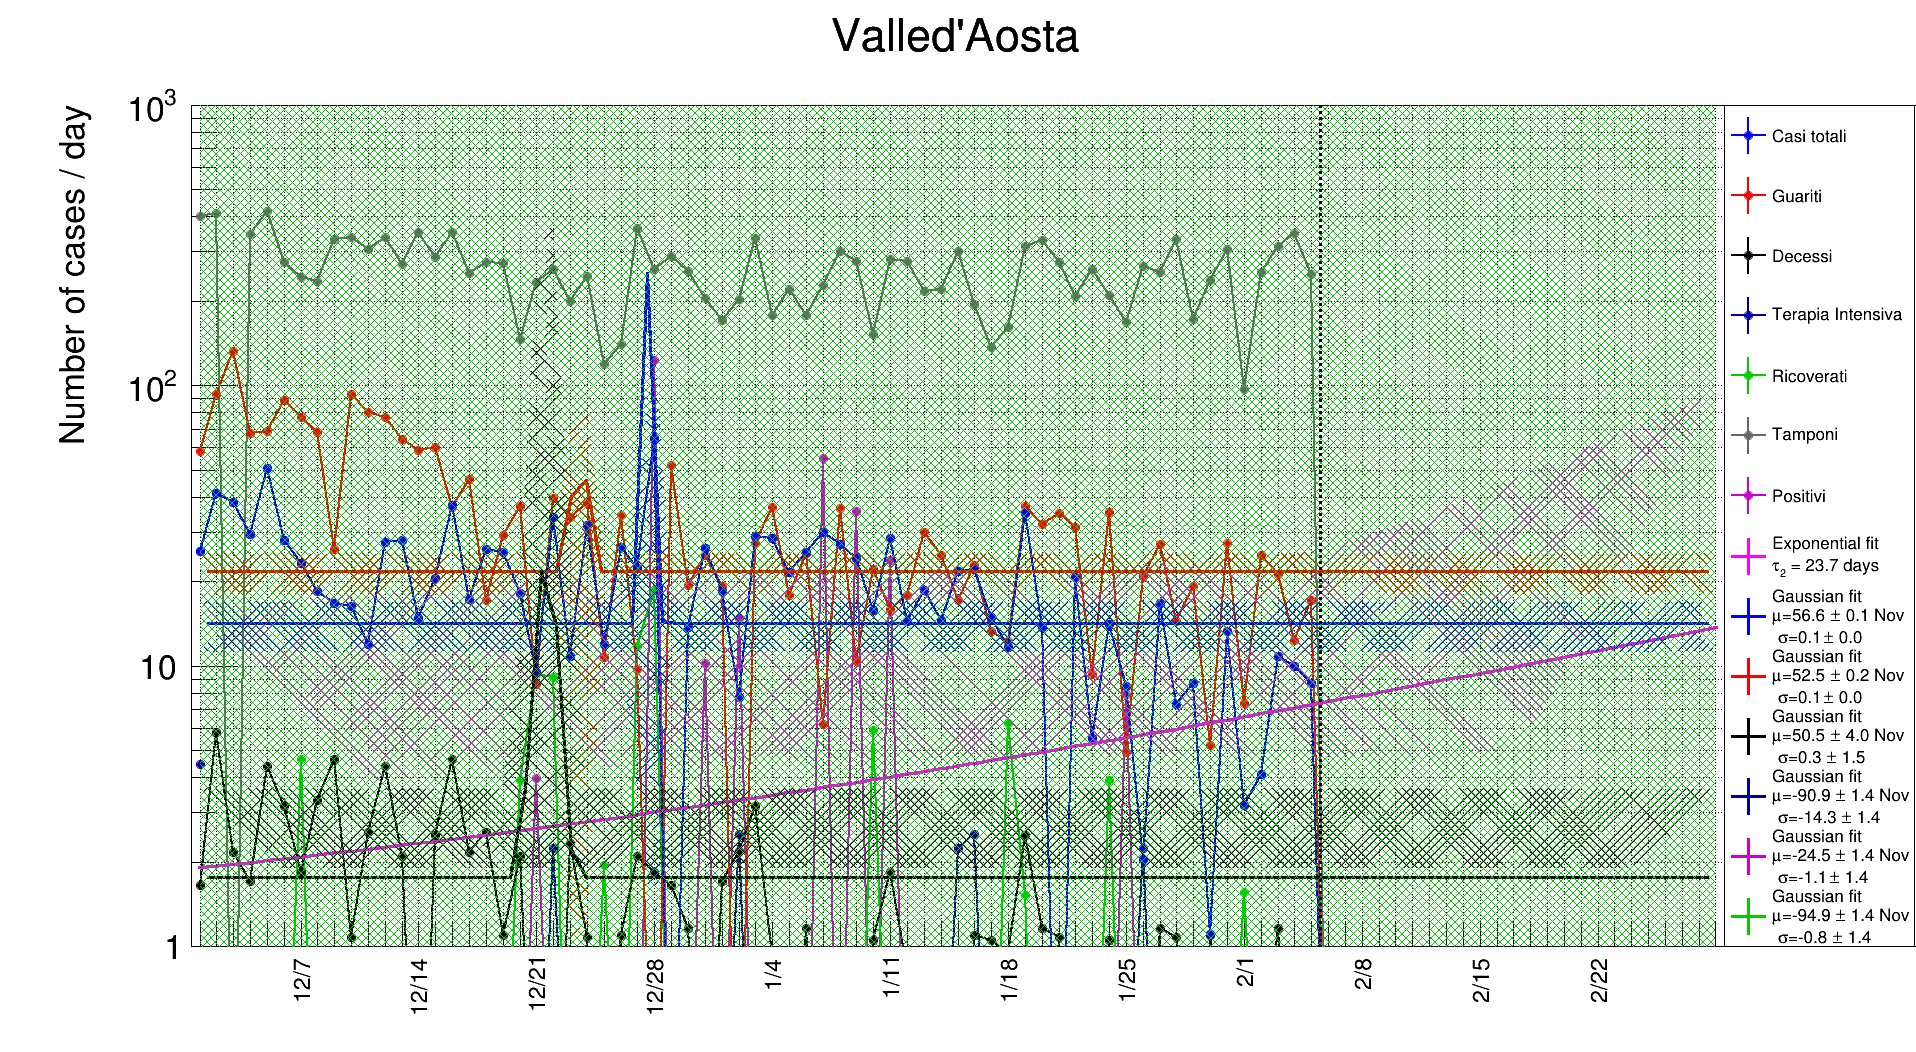 Valled'Aosta
Number of cases / day
10³
10²
10
1
12/7
12/14
12/21
12/28
1/4
1/11
1/18
1/25
2/1
2/8
2/15
2/22
Casi totali
Guariti
Decessi
Terapia Intensiva
Ricoverati
Tamponi
Positivi
Exponential fit
τ₂ = 23.7 days
Gaussian fit
μ=56.6 ± 0.1 Nov
σ=0.1 ± 0.0
Gaussian fit
μ=52.5 ± 0.2 Nov
σ=0.1 ± 0.0
Gaussian fit
μ=50.5 ± 4.0 Nov
σ=0.3 ± 1.5
Gaussian fit
μ=-90.9 ± 1.4 Nov
σ=-14.3 ± 1.4
Gaussian fit
μ=-24.5 ± 1.4 Nov
σ=-1.1 ± 1.4
Gaussian fit
μ=-94.9 ± 1.4 Nov
σ=-0.8 ± 1.4